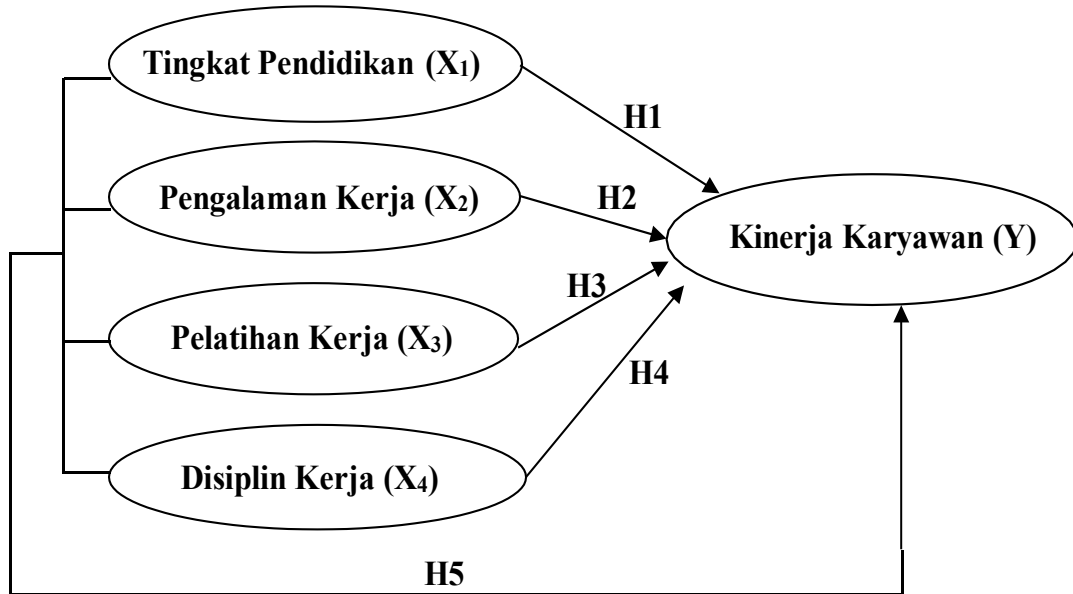 Tingkat Pendidikan (X₁)
H1
Pengalaman Kerja (X₂)
H2
Kinerja Karyawan (Y)
H3
Pelatihan Kerja (X₃)
H4
Disiplin Kerja (X₄)
H5